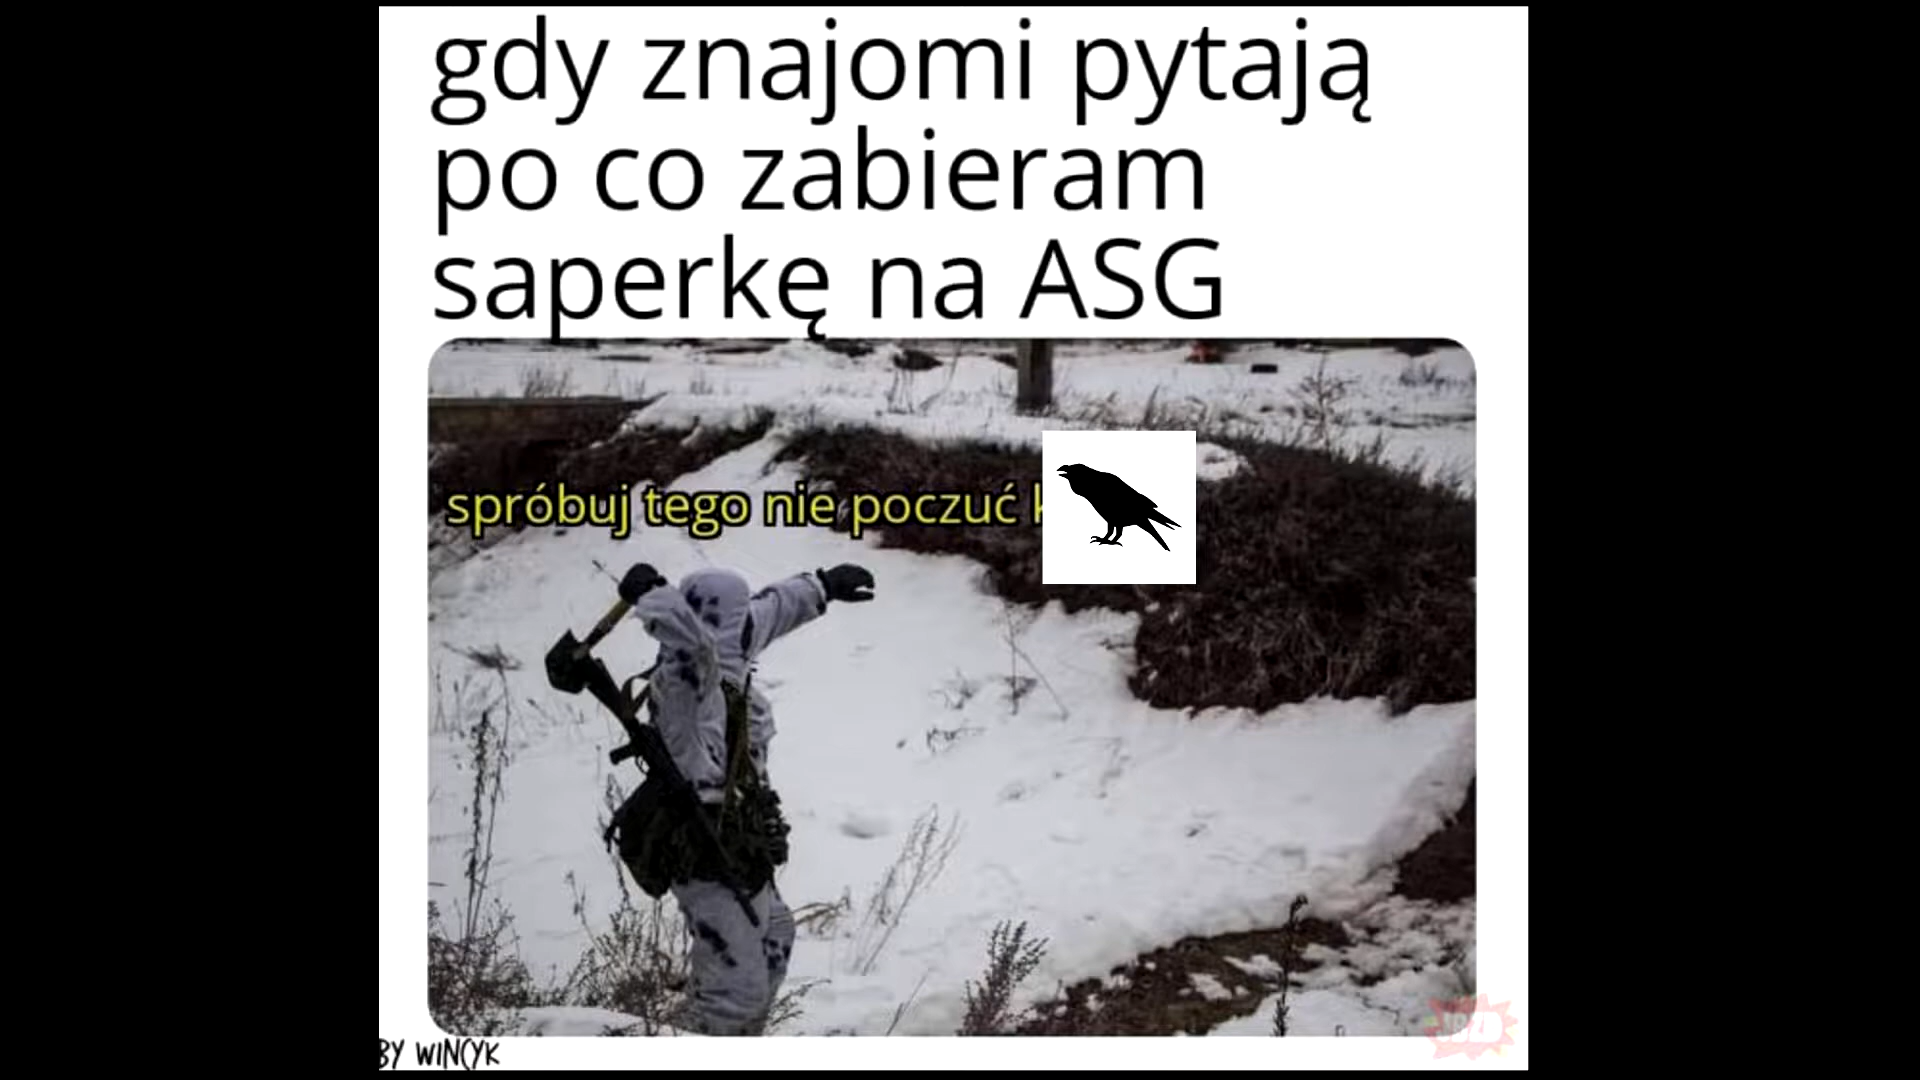 gdy znajomi pytają
po co zabieram
saperkę na ASG
spróbuj tego nie poczuć
BY WINCYK